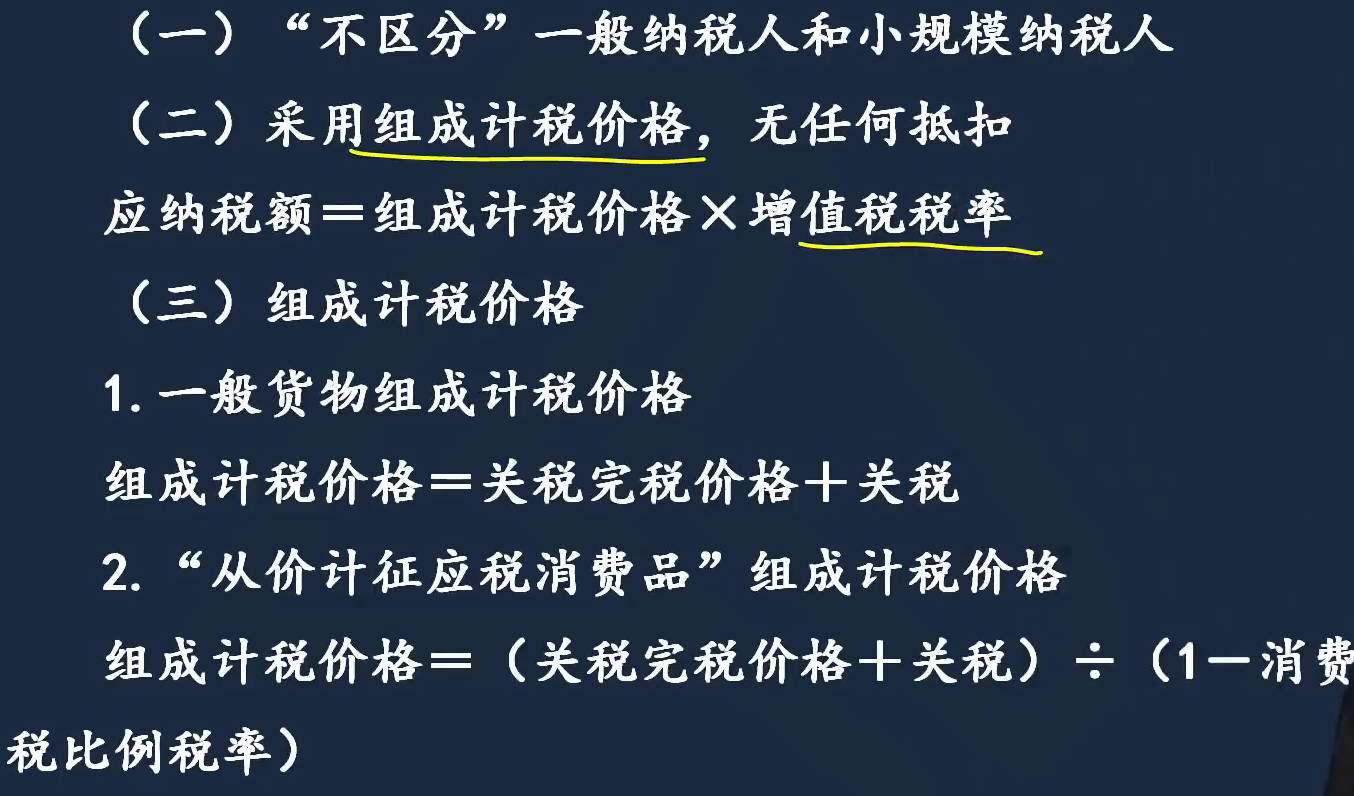 （一）“不区分”一般纳税人和小规模纳税人
（二）采用组成计税价格，无任何抵扣
应纳税额＝组成计税价格×增值税税率
（三）组成计税价格
1.一般货物组成计税价格
组成计税价格＝关税完税价格＋关税
2.“从价计征应税消费品”组成计税价格
组成计税价格＝（关税完税价格＋关税）÷（1－消费
税比例税率）